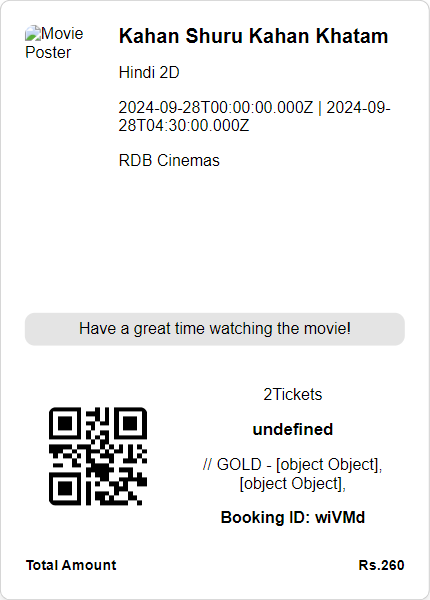 Movie
Poster
Kahan Shuru Kahan Khatam
Hindi 2D
2024-09-28T00:00:00.000Z | 2024-09-
28T04:30:00.000Z
RDB Cinemas
Have a great time watching the movie!
2Tickets
undefined
// GOLD - [object Object],
[object Object],
Booking ID: wiVMd
Total Amount Rs.260